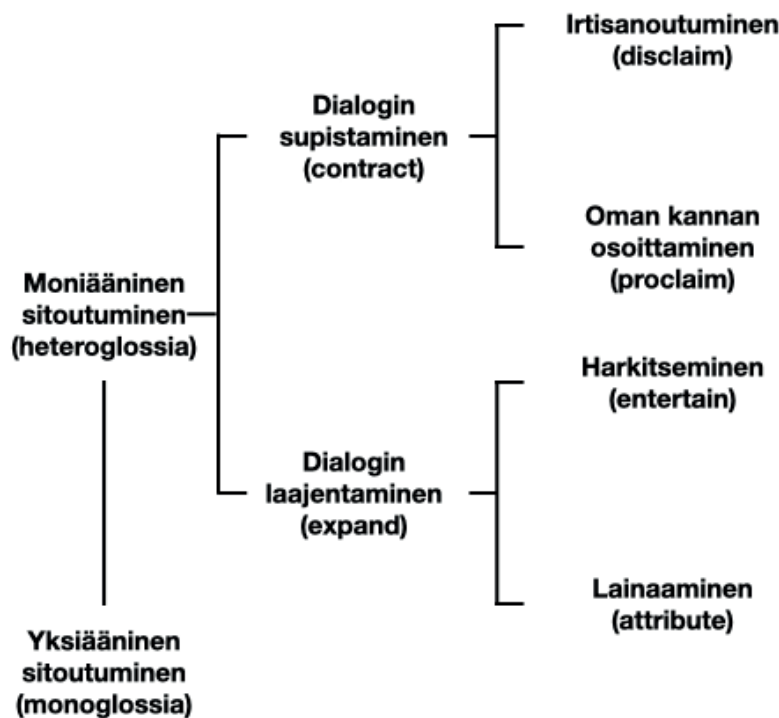 Irtisanoutuminen
(disclaim)
Dialogin
supistaminen
(contract)
Oman kannan
osoittaminen
(proclaim)
Moniääninen
sitoutuminen
(heteroglossia)
Harkitseminen
(entertain)
Dialogin
laajentaminen
(expand)
Lainaaminen
(attribute)
Yksiääninen
sitoutuminen
(monoglossia)